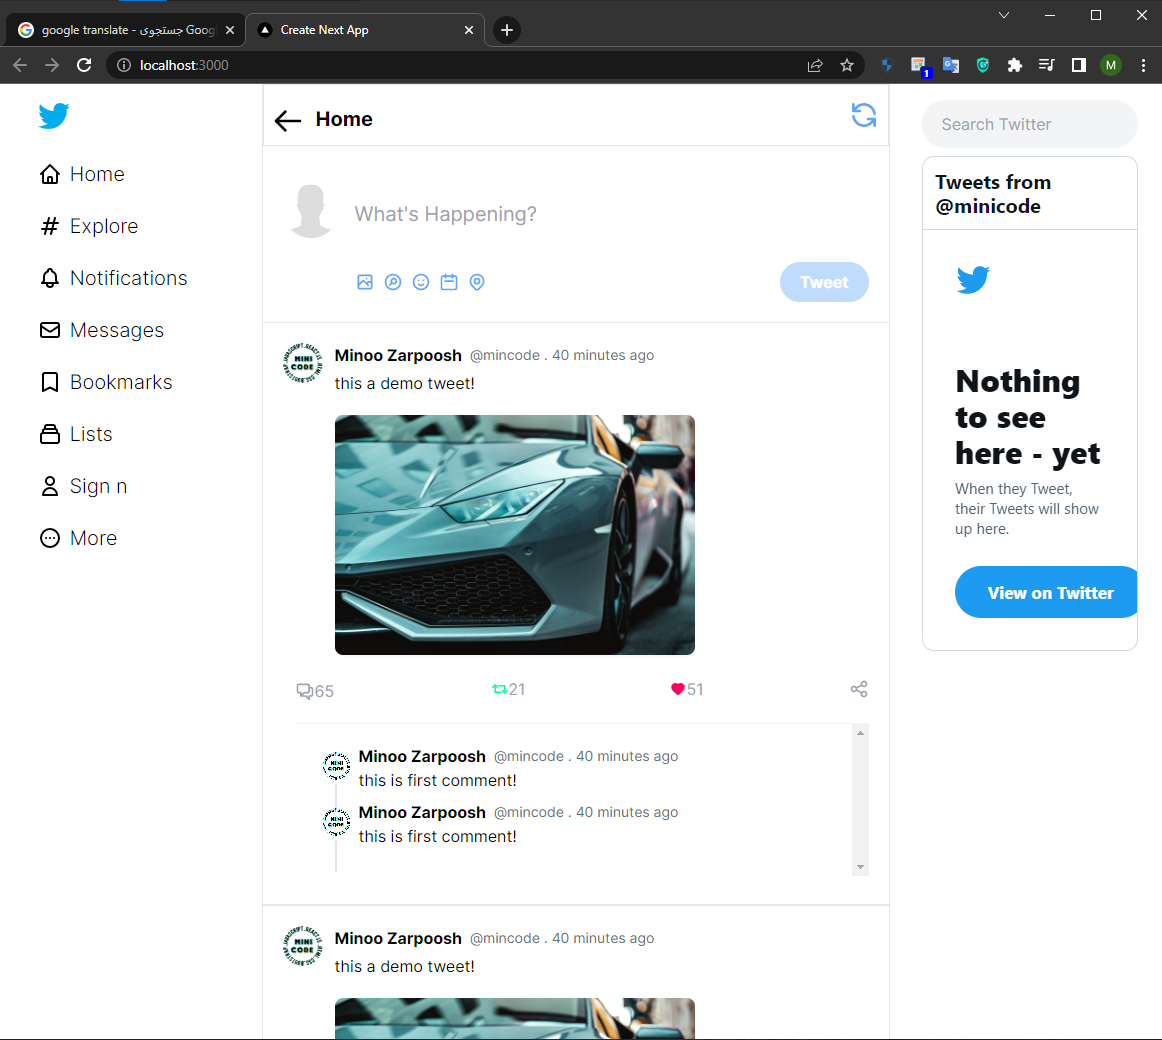 google translate - جستجوی Googl
Create Next App
localhost:3000
1
M
Home
Explore
Notifications
Messages
Bookmarks
Lists
Sign n
More
Home
What's Happening?
Tweet
Minoo Zarpoosh @mincode . 40 minutes ago
this a demo tweet!
65
21
51
Minoo Zarpoosh @mincode . 40 minutes ago
this is first comment!
Minoo Zarpoosh @mincode . 40 minutes ago
this is first comment!
Minoo Zarpoosh @mincode . 40 minutes ago
this a demo tweet!
Search Twitter
Tweets from
@minicode
Nothing
to see
here - yet
When they Tweet,
their Tweets will show
up here.
View on Twitter
MINI
CODE